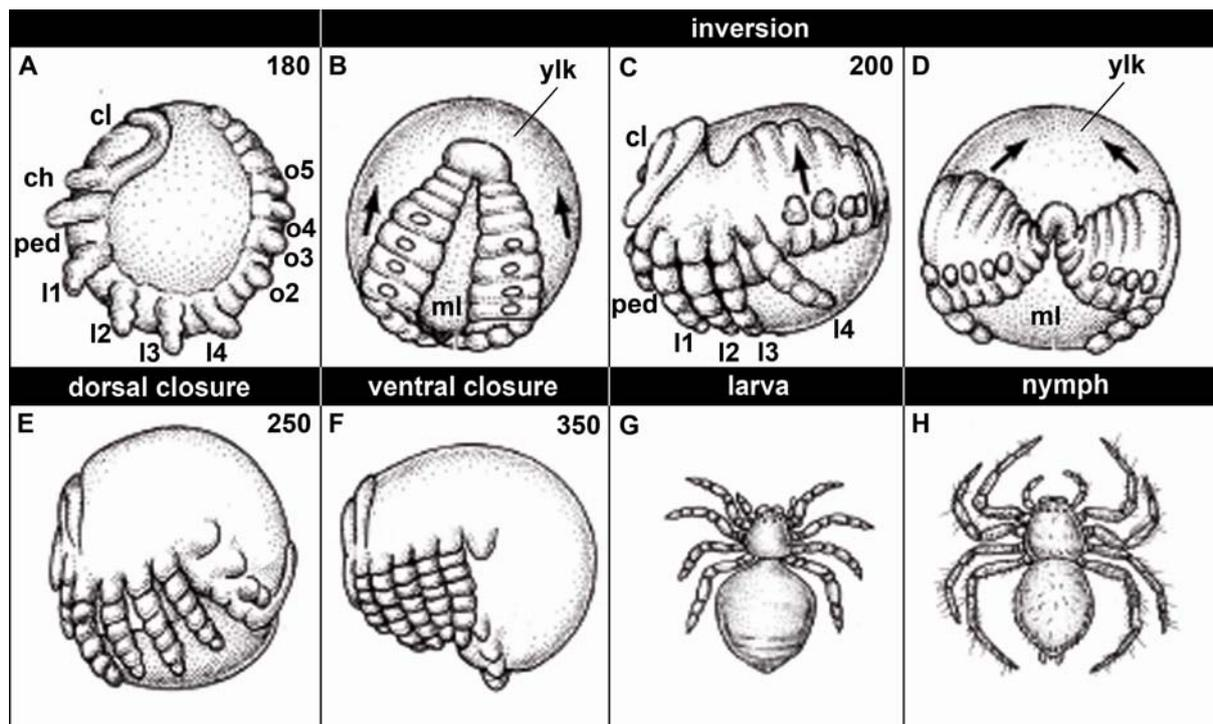 inversion
A 180
cl
ch
ped
l1
l2
l3
l4
o5
o4
o3
o2
B
ylk
ml
C 200
cl
ped
l1
l2
l3
l4
D
ylk
ml
dorsal closure
ventral closure
larva
nymph
E 250
F 350
G
H